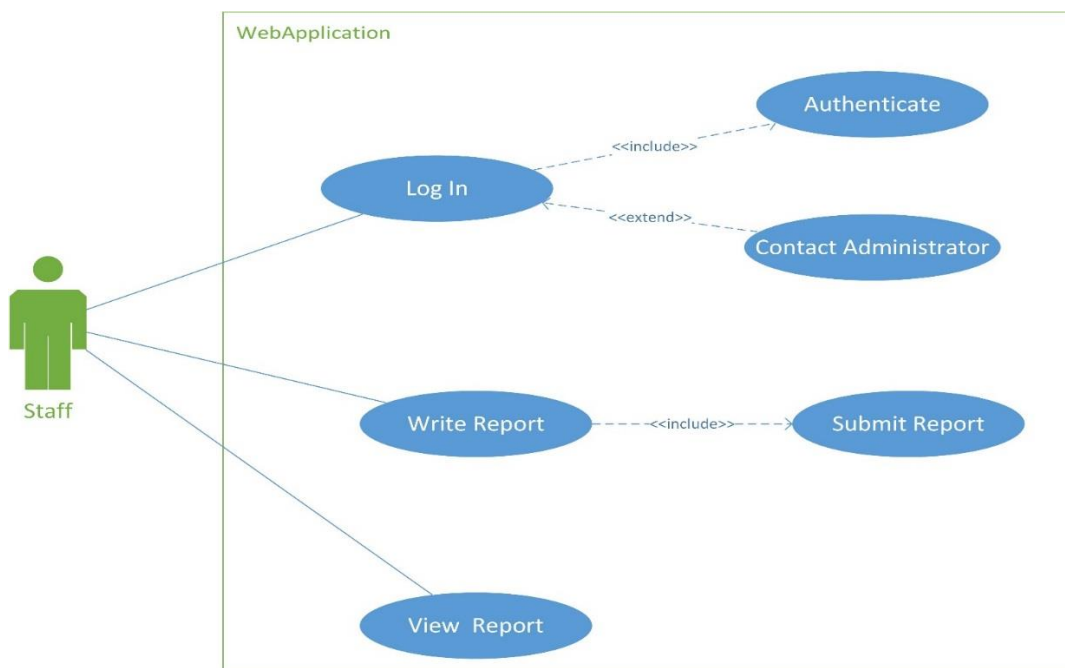 WebApplication
Authenticate
<<include>>
Log In
<<extend>>
Contact Administrator
Staff
Write Report
<<include>>
Submit Report
View Report